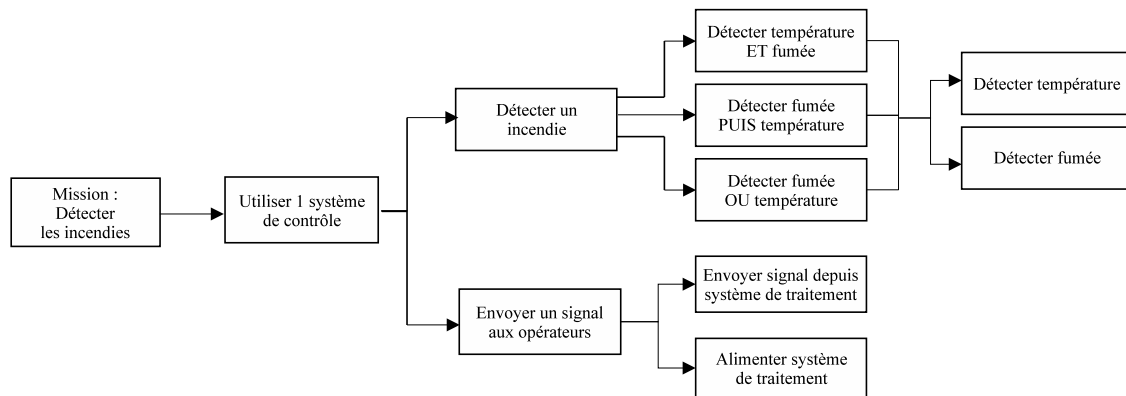 Mission :
Détecter
les incendies
Utiliser 1 système
de contrôle
Détecter un
incendie
Envoyer un signal
aux opérateurs
Détecter température
ET fumée
Détecter fumée
PUIS température
Détecter fumée
OU température
Envoyer signal depuis
système de traitement
Alimenter système
de traitement
Détecter température
Détecter fumée